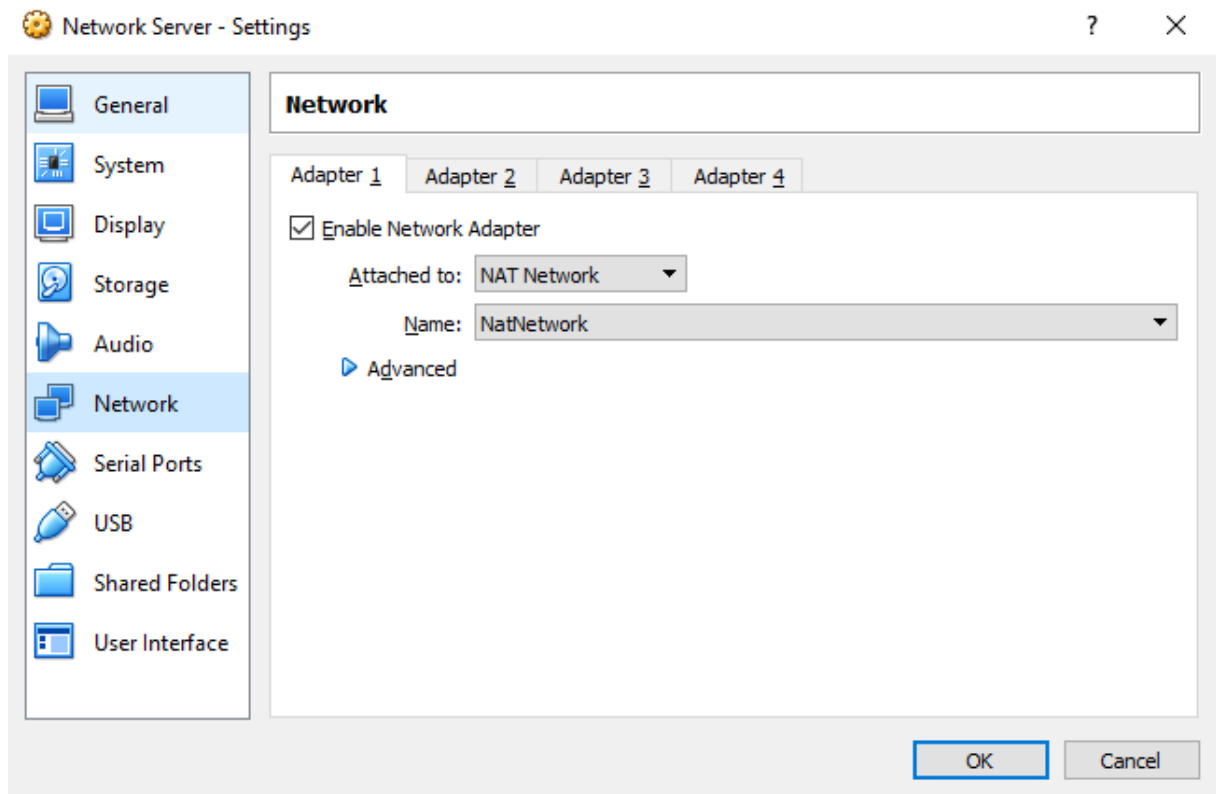 Network Server - Settings
?
General
System
Display
Storage
Audio
Network
Serial Ports
USB
Shared Folders
User Interface
Network
Adapter 1 Adapter 2 Adapter 3 Adapter 4
Enable Network Adapter
Attached to: NAT Network
Name: NatNetwork
Advanced
OK Cancel